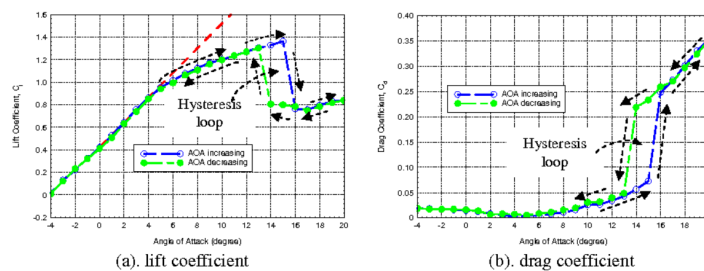 1.6
1.4
1.2
1.0
0.8
0.6
0.4
0.2
0
-0.2
Lift Coefficient, Cl
Hysteresis
loop
AOA increasing
AOA decreasing
-4 -2 0 2 4 6 8 10 12 14 16 18 20
Angle of Attack (degree)
(a). lift coefficient
0.40
0.35
0.30
0.25
0.20
0.15
0.10
0.05
0
Drag Coefficient, Cd
AOA increasing
AOA decreasing
Hysteresis
loop
-4 -2 0 2 4 6 8 10 12 14 16 18
Angle of Attack (degree)
(b). drag coefficient